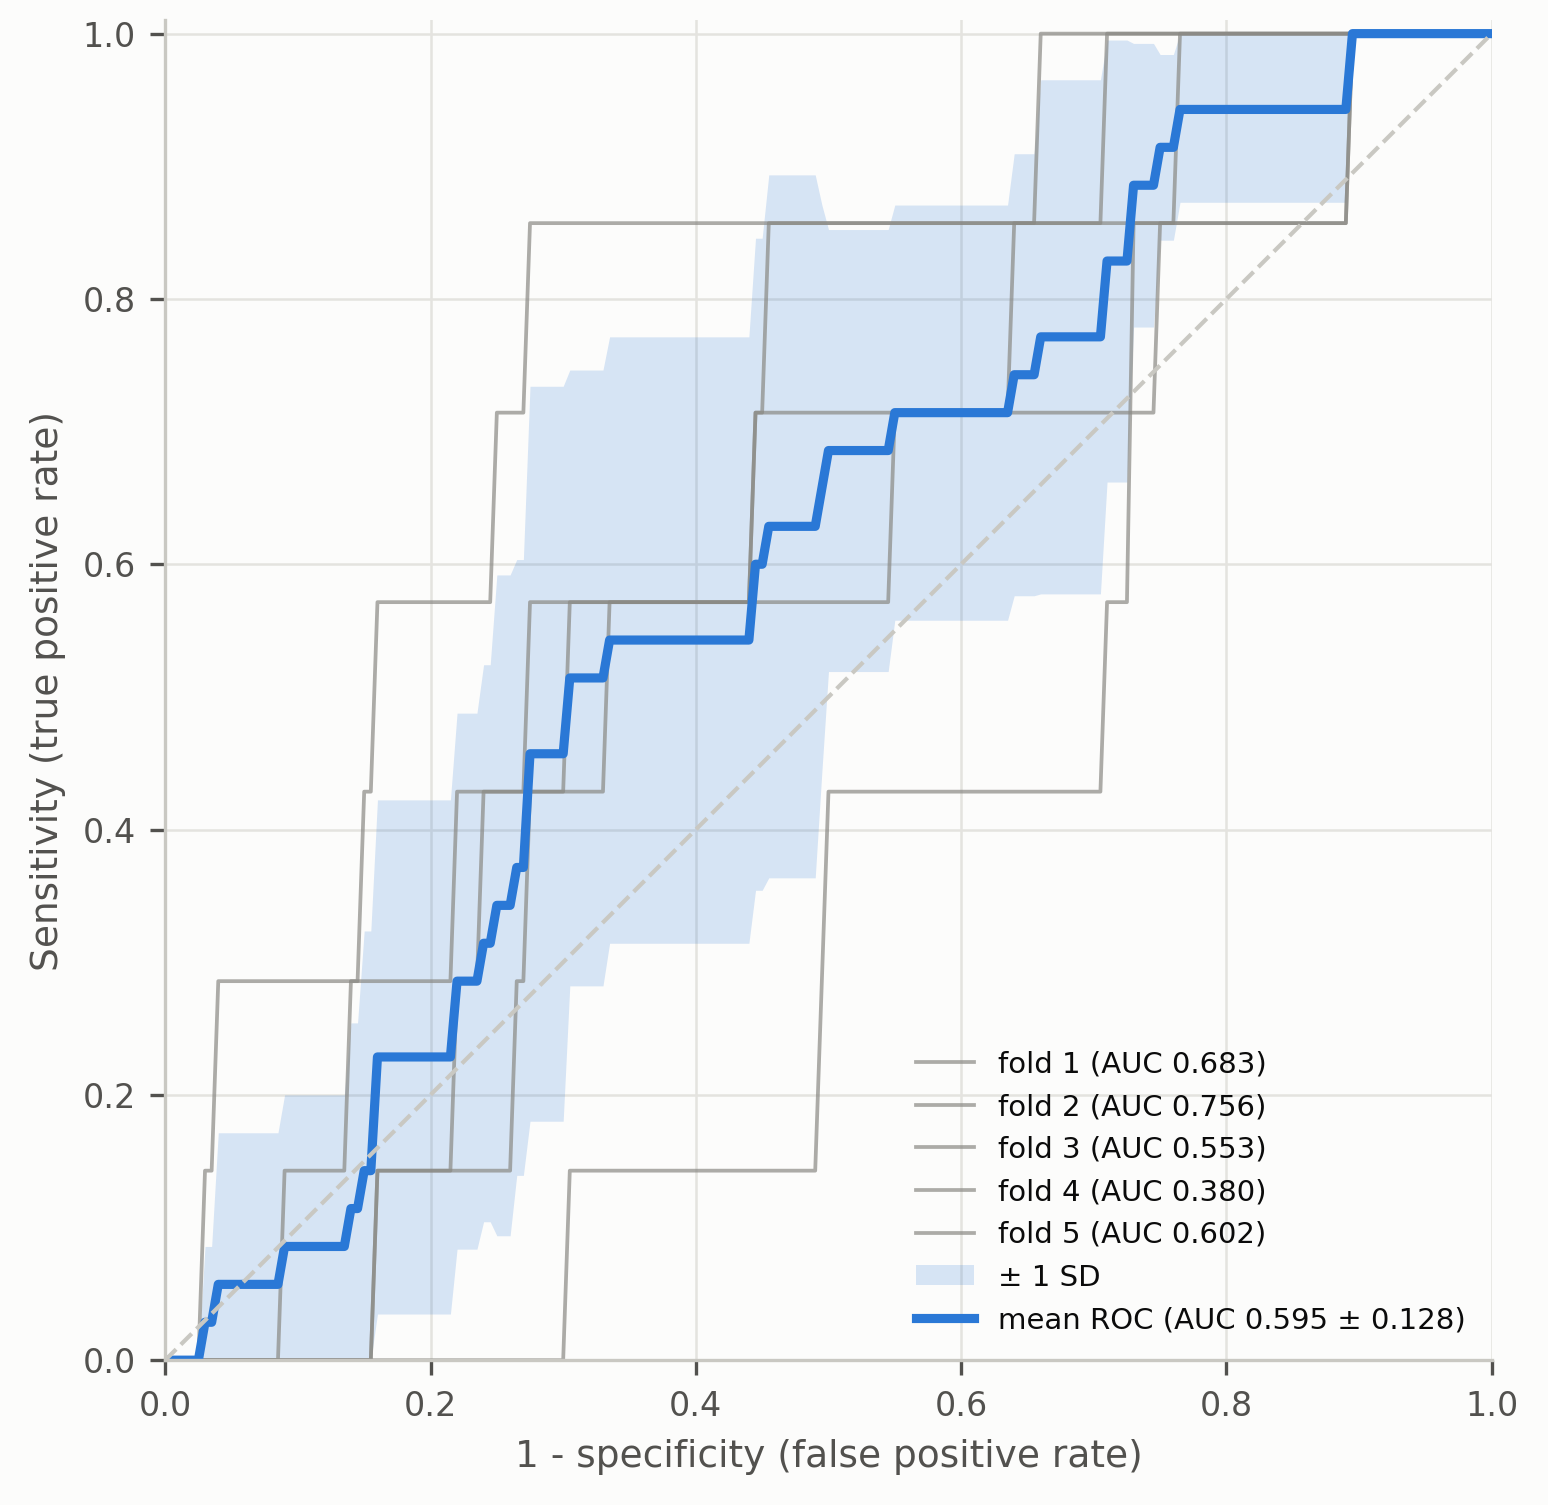 1.0
0.8
0.6
0.4
0.2
0.0
Sensitivity (true positive rate)
fold 1 (AUC 0.683)
fold 2 (AUC 0.756)
fold 3 (AUC 0.553)
fold 4 (AUC 0.380)
fold 5 (AUC 0.602)
± 1 SD
mean ROC (AUC 0.595 ± 0.128)
0.0 0.2 0.4 0.6 0.8 1.0
1 - specificity (false positive rate)